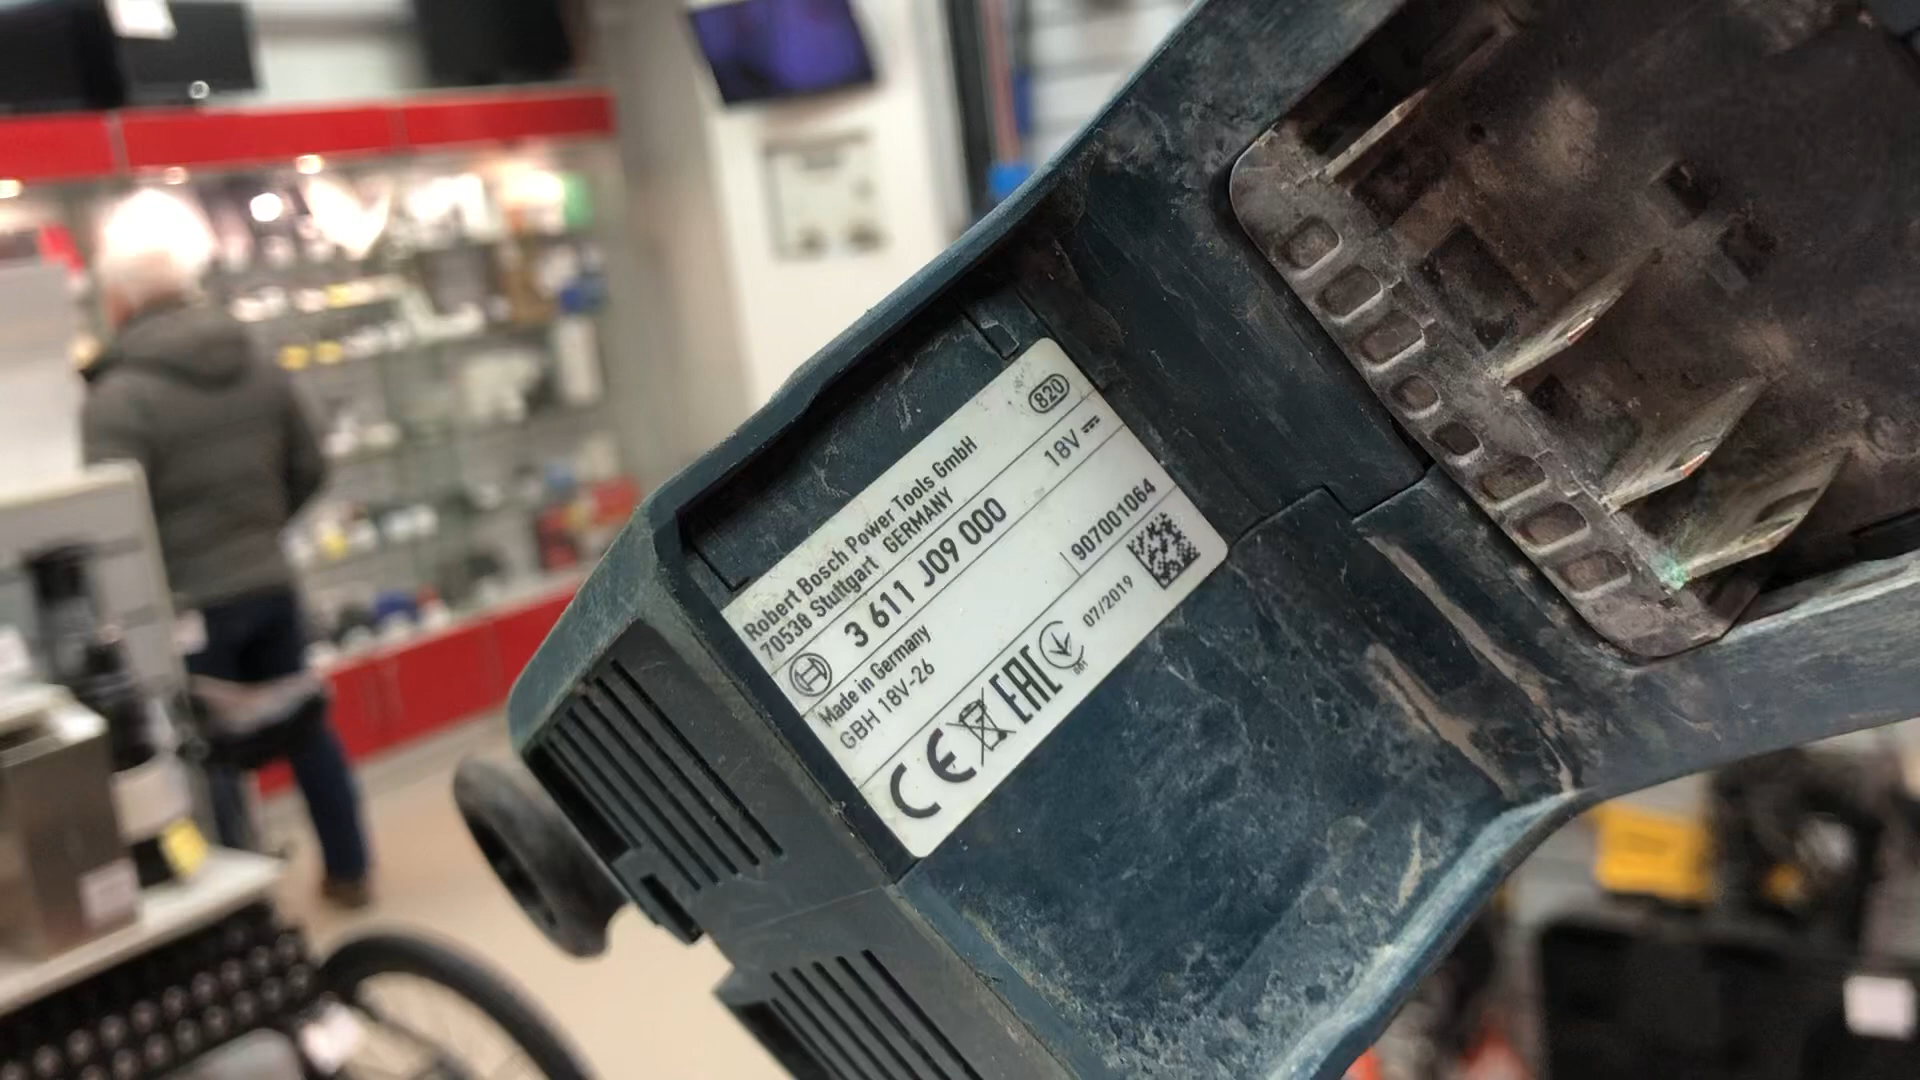 820
Robert Bosch Power Tools GmbH
70538 Stuttgart GERMANY
3 611 J09 000 18V
Made in Germany
GBH 18V-26
907001064
CE EAC 07/2019